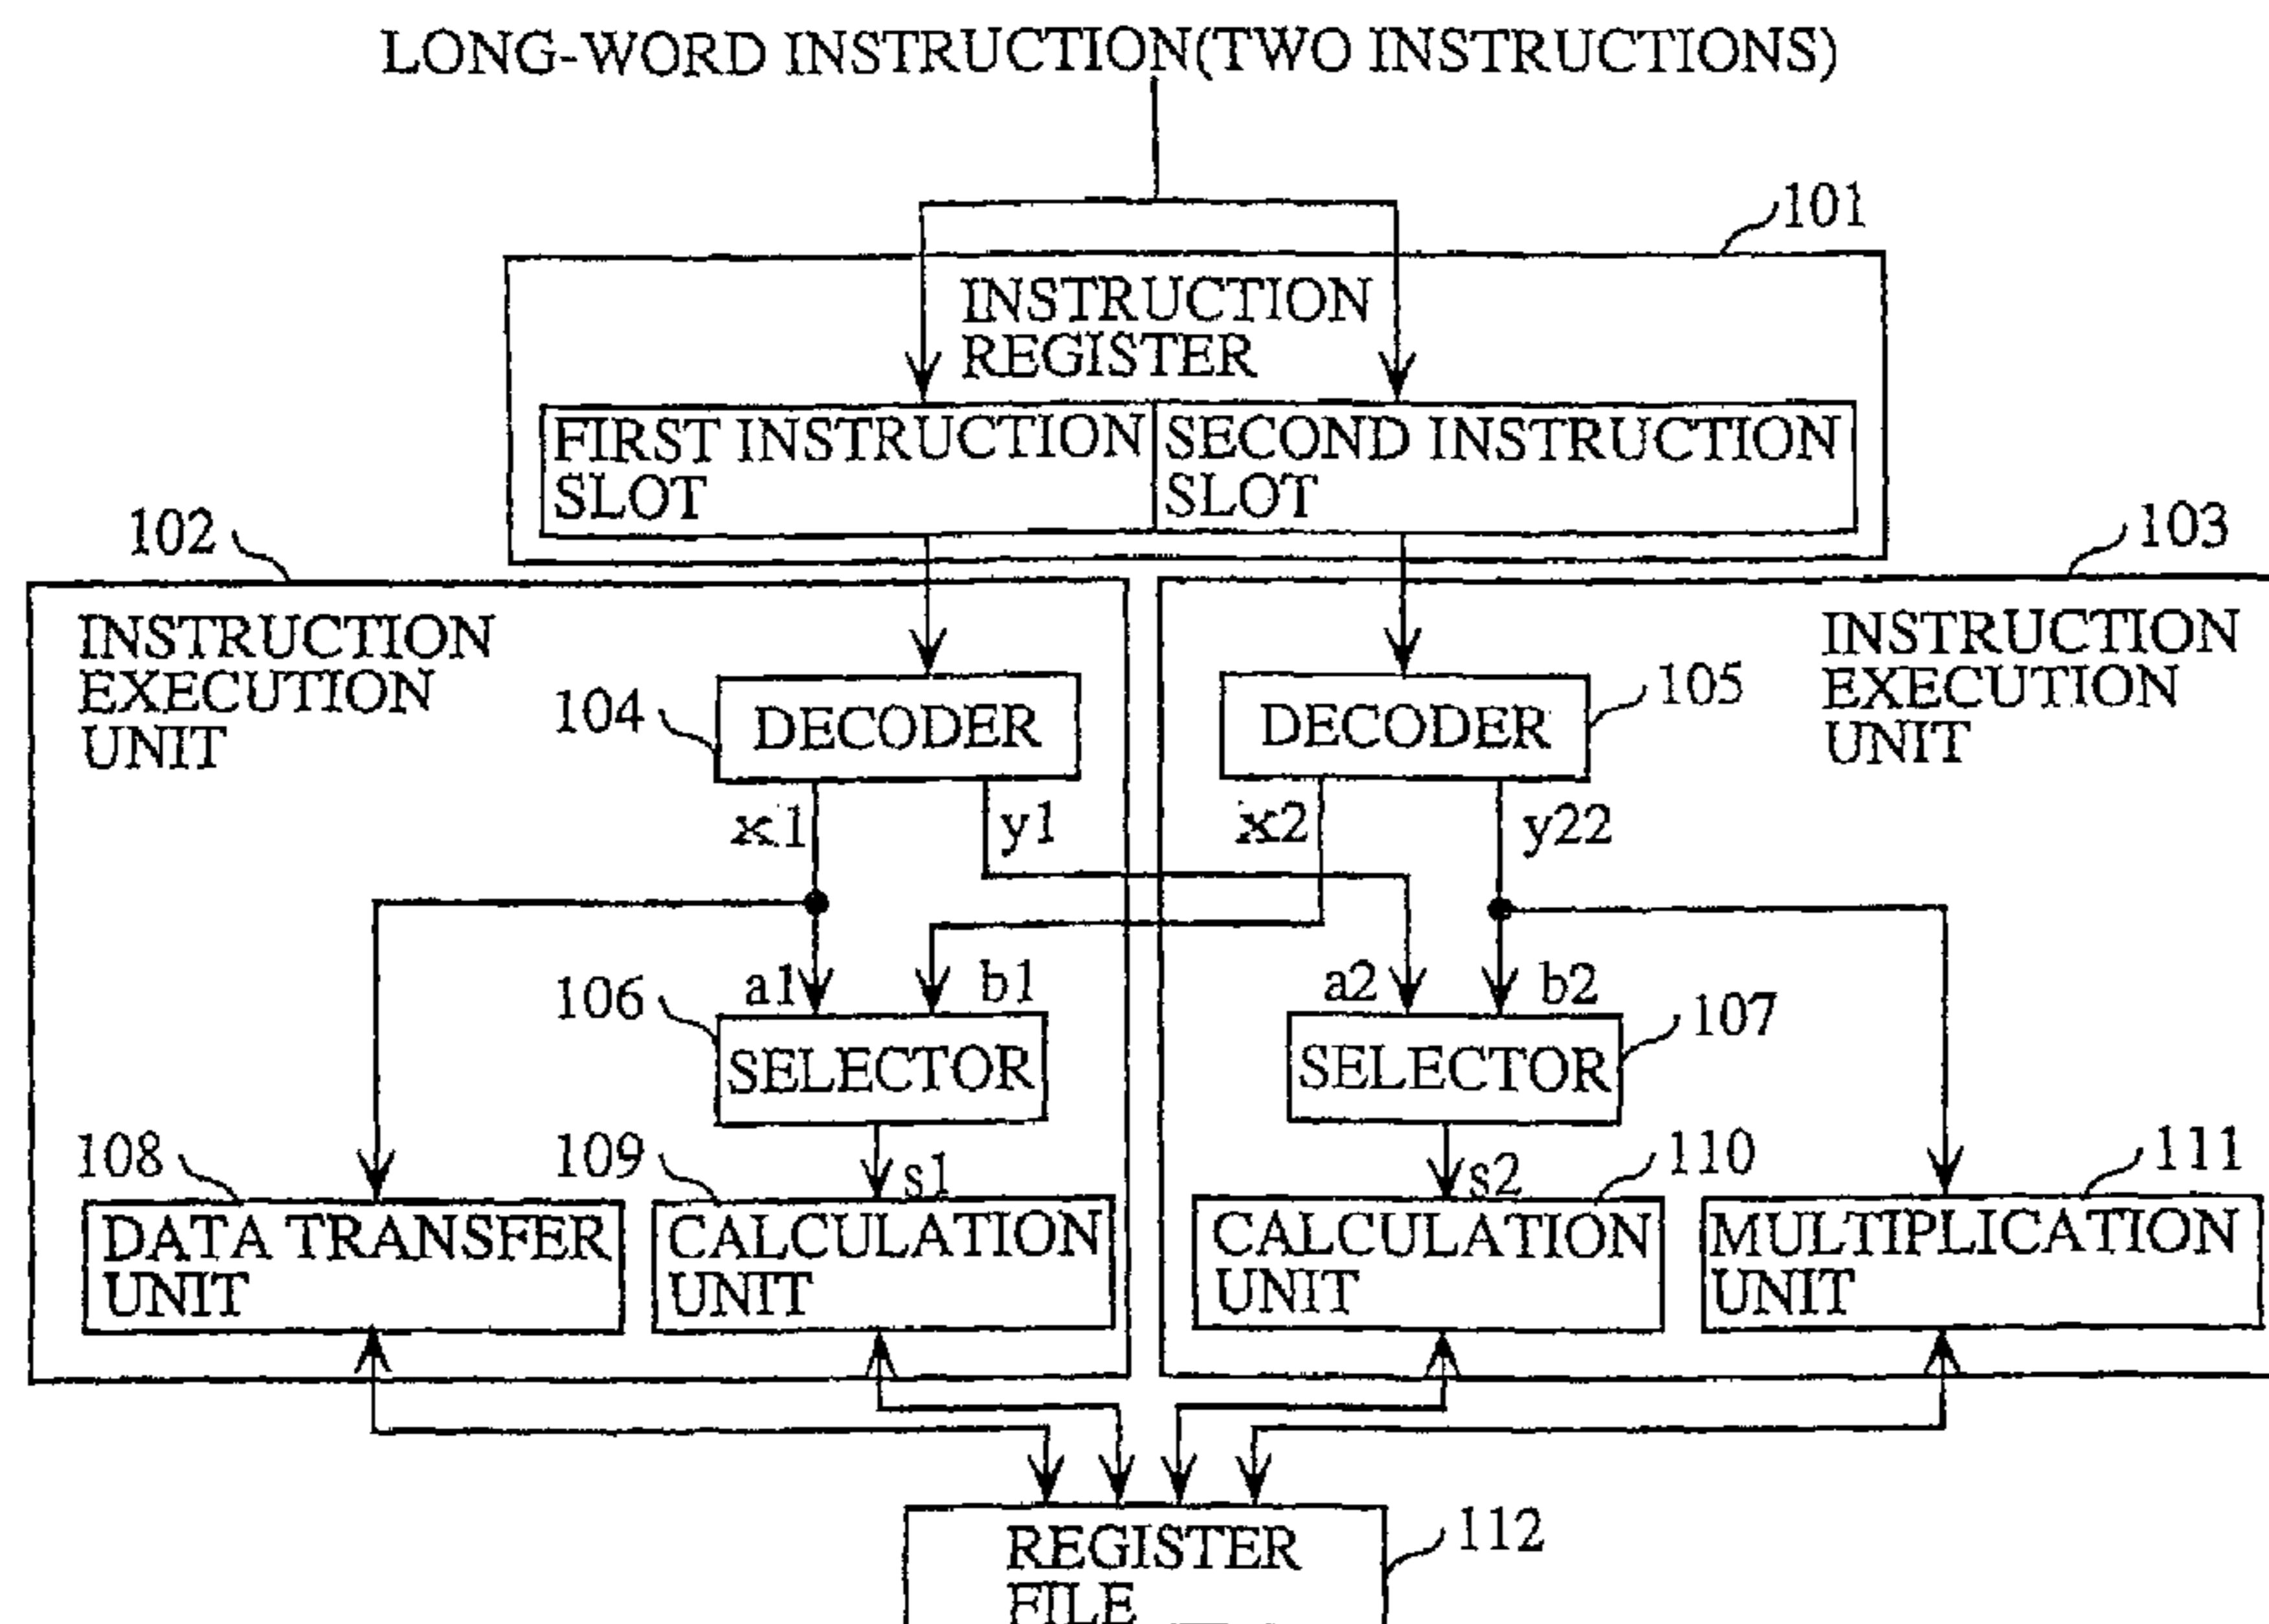 LONG-WORD INSTRUCTION(TWO INSTRUCTIONS)
101
INSTRUCTION
REGISTER
FIRST INSTRUCTION
SLOT
SECOND INSTRUCTION
SLOT
102
103
INSTRUCTION
EXECUTION
UNIT
INSTRUCTION
EXECUTION
UNIT
104
DECODER
DECODER
105
x1
y1
x2
y22
a1
b1
a2
b2
106
SELECTOR
SELECTOR
107
108
109
s1
s2
110
111
DATA TRANSFER
UNIT
CALCULATION
UNIT
CALCULATION
UNIT
MULTIPLICATION
UNIT
REGISTER
FILE
112